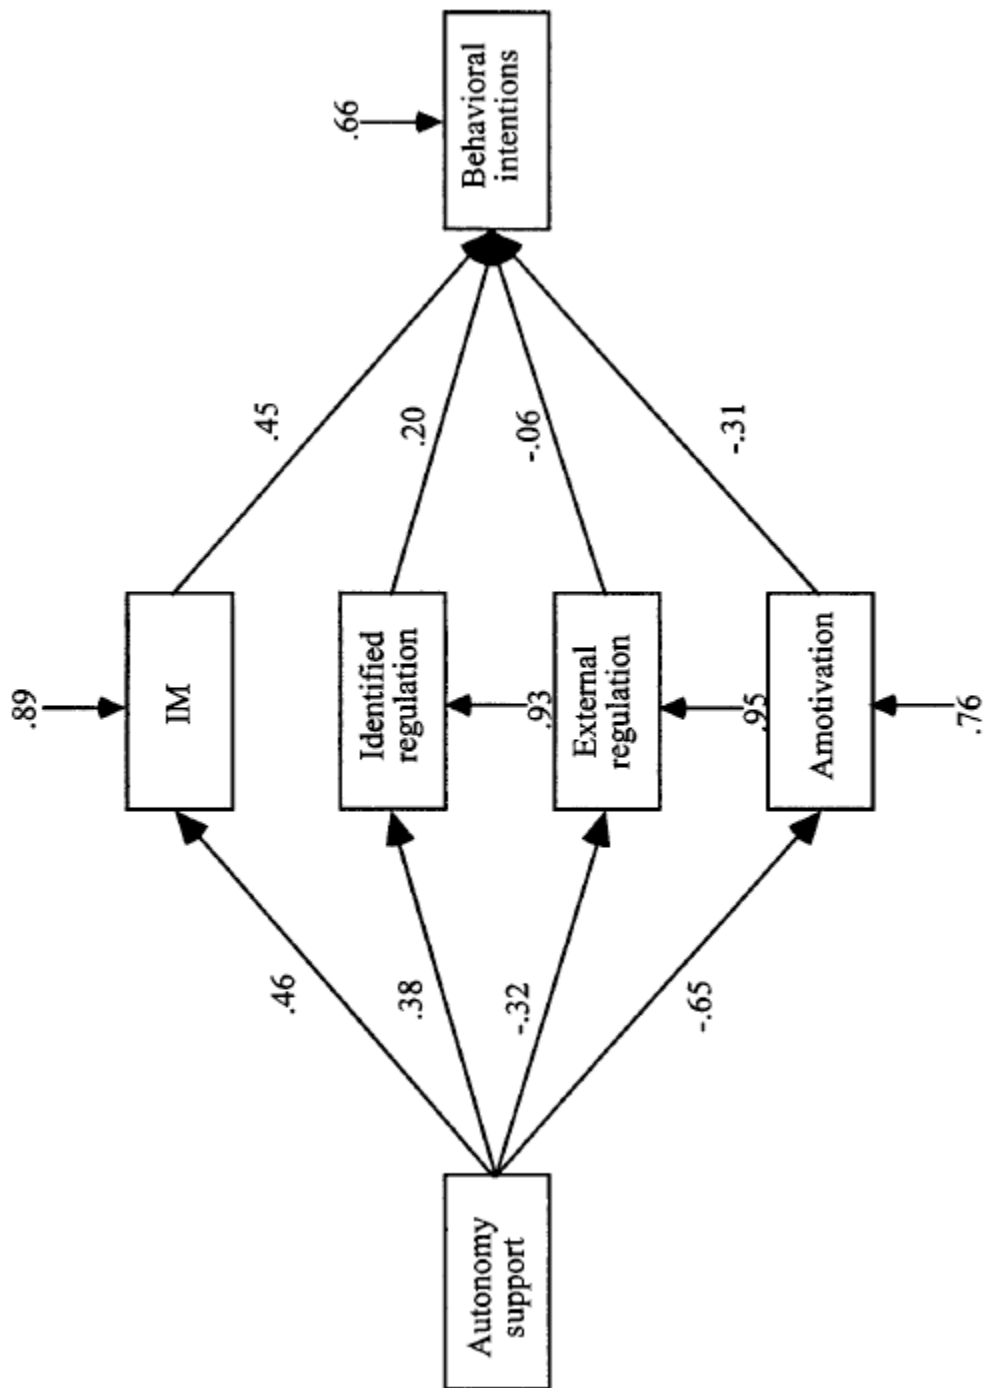 .89
IM
.46
.45
Autonomy
support
.38
Identified
regulation
.93
.20
-.32
External
regulation
.95
-.06
-.65
Amotivation
.76
-.31
.66
Behavioral
intentions